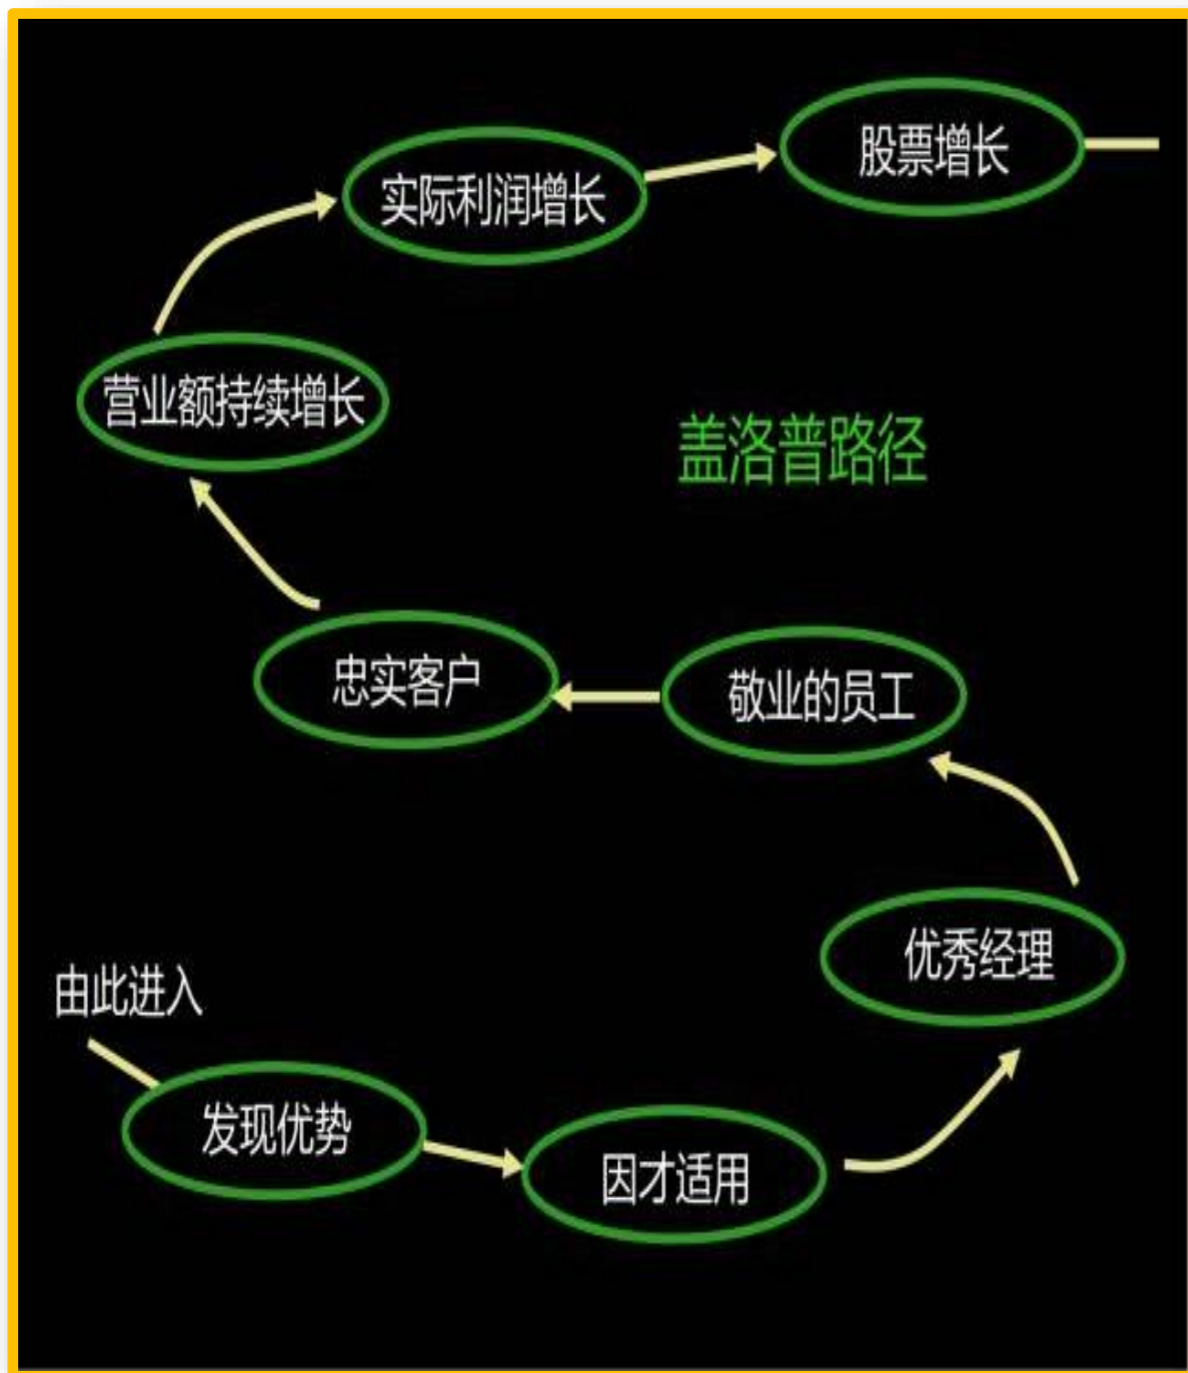 股票增长
实际利润增长
营业额持续增长
盖洛普路径
忠实客户
敬业的员工
优秀经理
由此进入
发现优势
因才适用